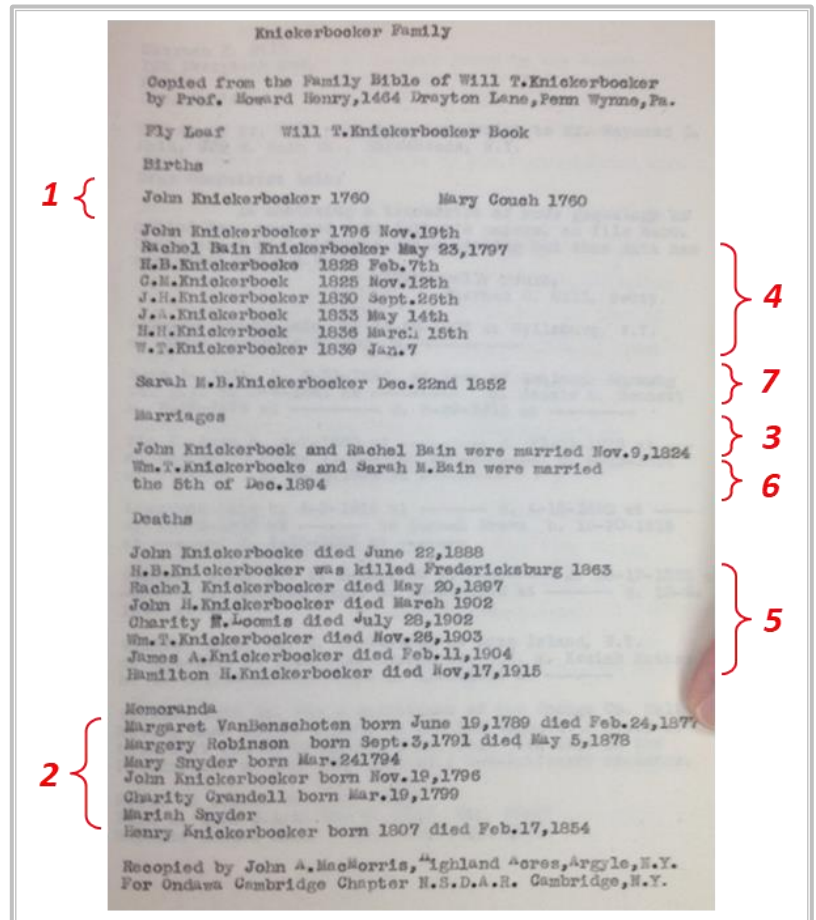 Knickerbocker Family
Copied from the Family Bible of Will T.Knickerbocker
by Prof. Howard Henry,1464 Drayton Lane,Penn Wynne,Pa.
Fly Leaf Will T.Knickerbocker Book
Births
1
John Knickerbocker 1760 Mary Couch 1760
John Knickerbocker 1796 Nov.19th
Rachel Bain Knickerbocker May 23,1797
H.B.Knickerbocke 1828 Feb.7th
C.M.Knickerbock 1825 Nov.12th
J.H.Knickerbocker 1830 Sept.26th
J.A.Knickerbock 1833 May 14th
H.H.Knickerbock 1836 March 15th
W.T.Knickerbocker 1839 Jan.7
4
Sarah M.B.Knickerbocker Dec.22nd 1852
7
Marriages
John Knickerbock and Rachel Bain were married Nov.9,1824
3
Wm.T.Knickerbocke and Sarah M.Bain were married
the 5th of Dec.1894
6
Deaths
John Knickerbocke died June 22,1888
H.B.Knickerbocker was killed Fredericksburg 1863
Rachel Knickerbocker died May 20,1897
John H.Knickerbocker died March 1902
Charity Loomis died July 28,1902
Wm.T.Knickerbocker died Nov.26,1903
James A.Knickerbocker died Feb.11,1904
Hamilton H.Knickerbocker died Nov,17,1915
5
Memoranda
Margaret VanBenschoten born June 19,1789 died Feb.24,1877
Margery Robinson born Sept.3,1791 died May 5,1878
Mary Snyder born Mar.241794
John Knickerbocker born Nov.19,1796
Charity Crandell born Mar.19,1799
Mariah Snyder
Henry Knickerbocker born 1807 died Feb.17,1854
2
Recopied by John A.MacMorris,Highland Acres,Argyle,N.Y.
For Ondawa Cambridge Chapter N.S.D.A.R. Cambridge,N.Y.